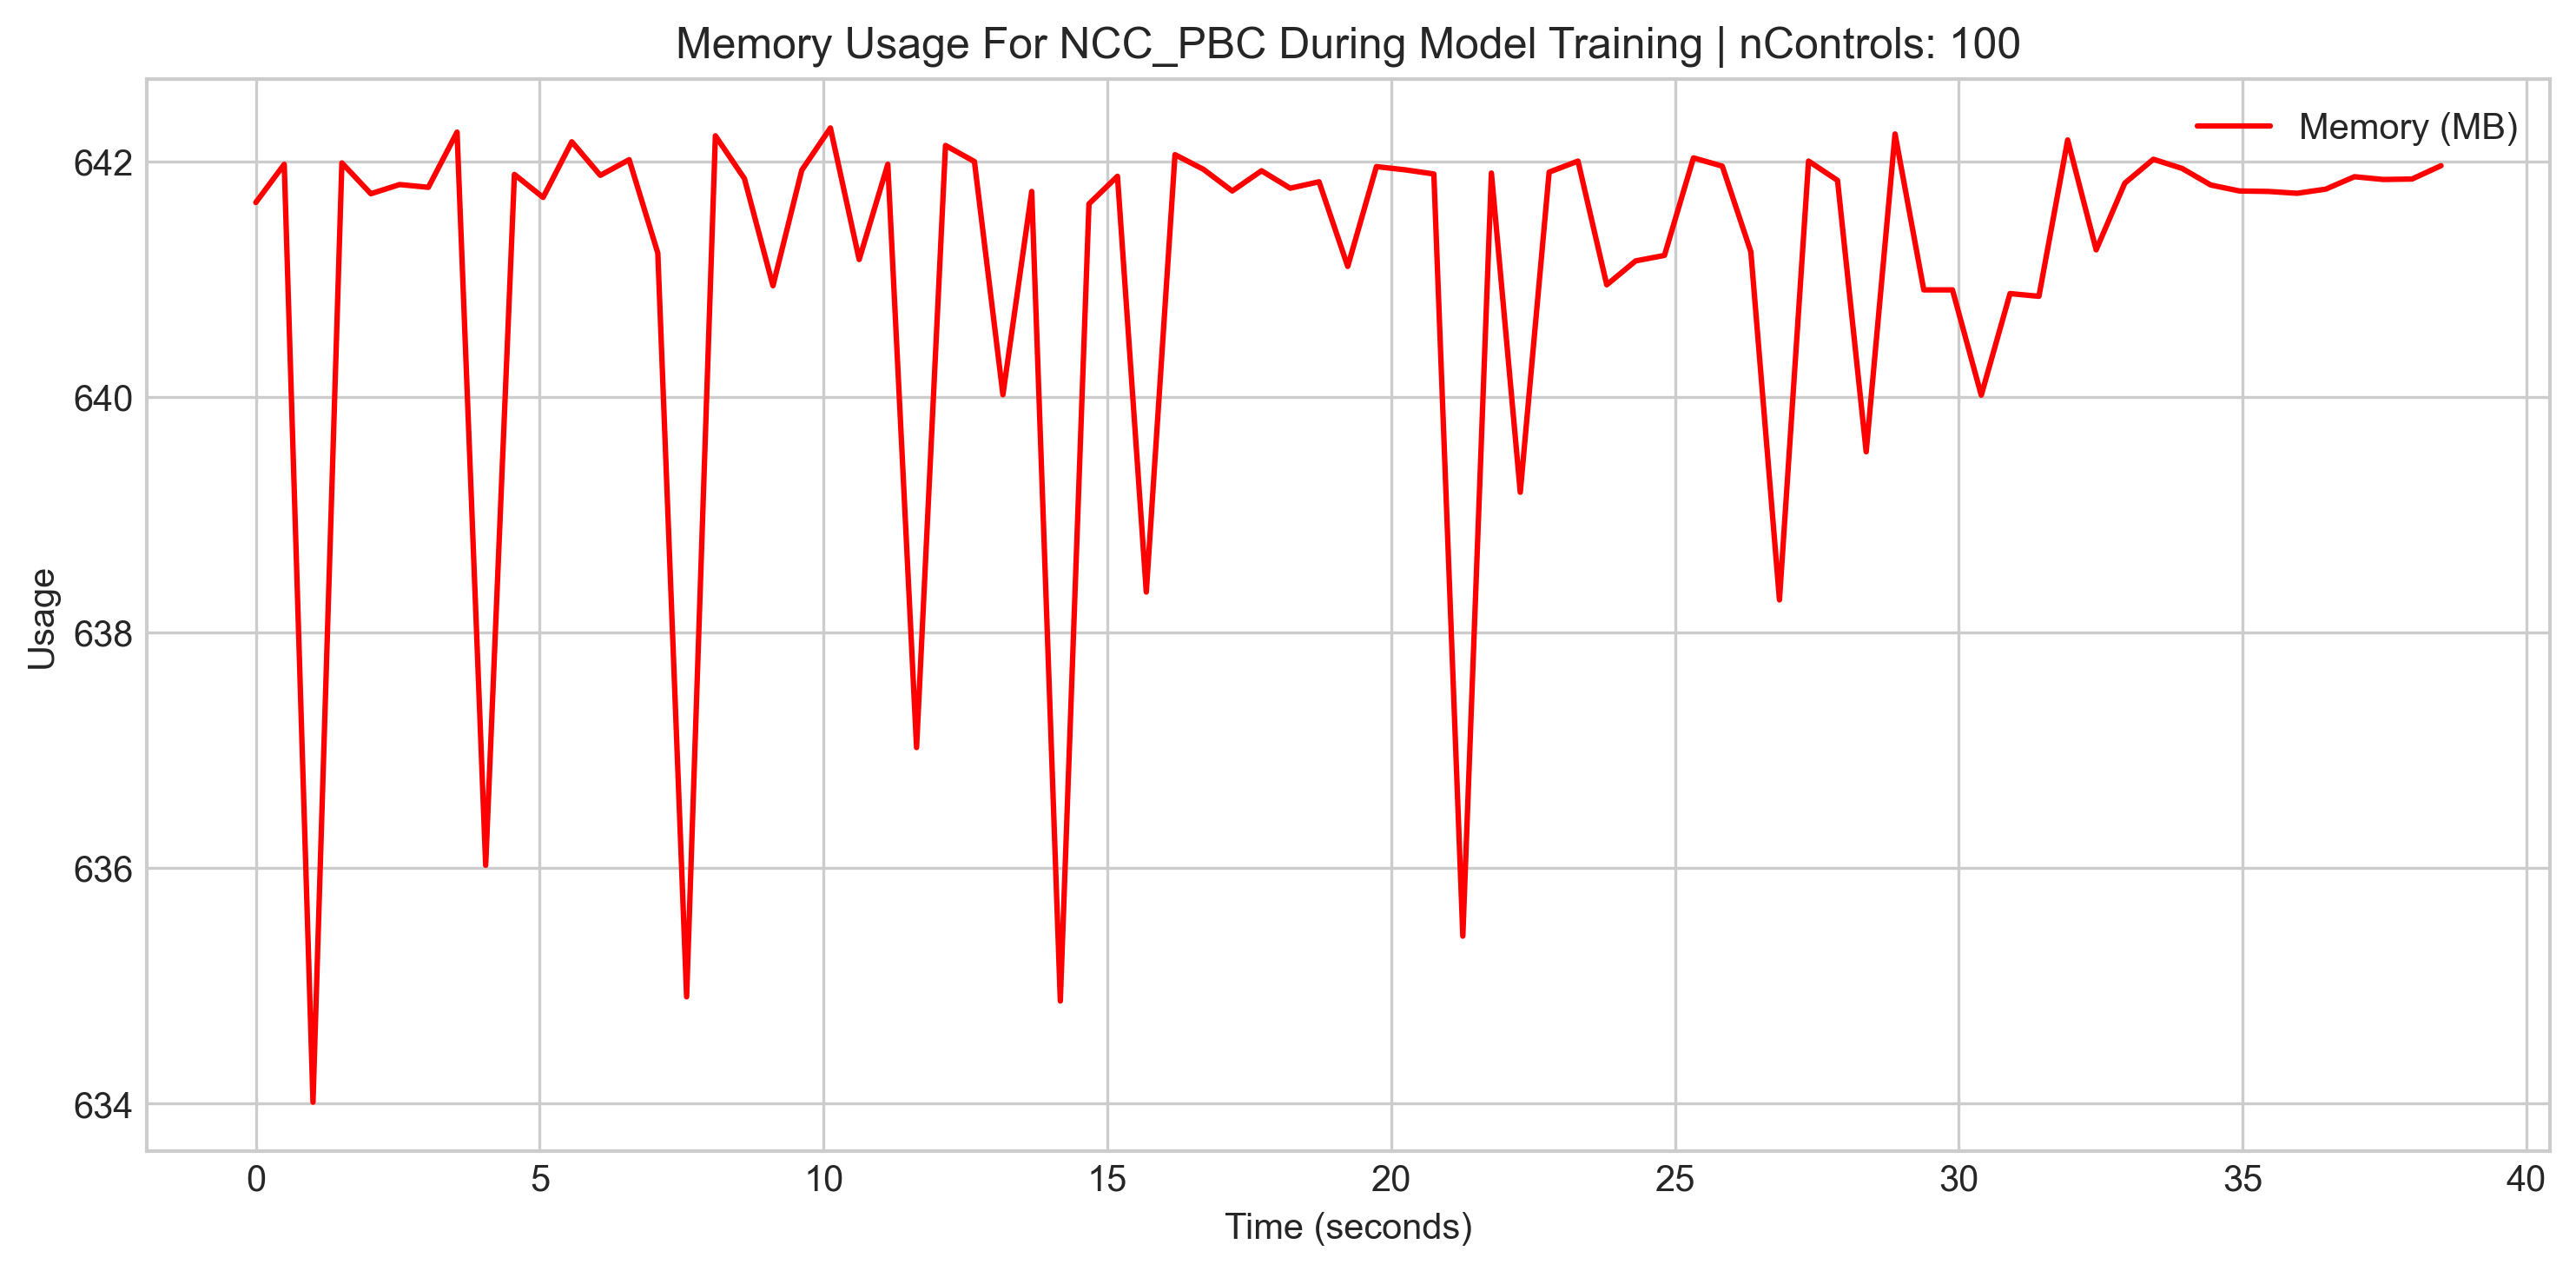 Memory Usage For NCC_PBC During Model Training | nControls: 100
Memory (MB)
642
640
638
636
634
Usage
0 5 10 15 20 25 30 35 40
Time (seconds)